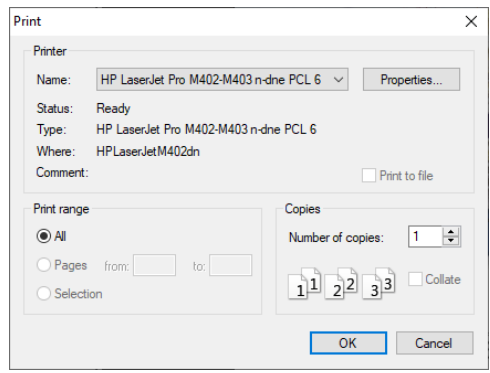 Print
Printer
Name: HP LaserJet Pro M402-M403 n-dne PCL 6 Properties...
Status: Ready
Type: HP LaserJet Pro M402-M403 n-dne PCL 6
Where: HPLaserJetM402dn
Comment: Print to file
Print range
All
Pages from: to:
Selection
Copies
Number of copies: 1
1 1 2 2 3 3 Collate
OK Cancel